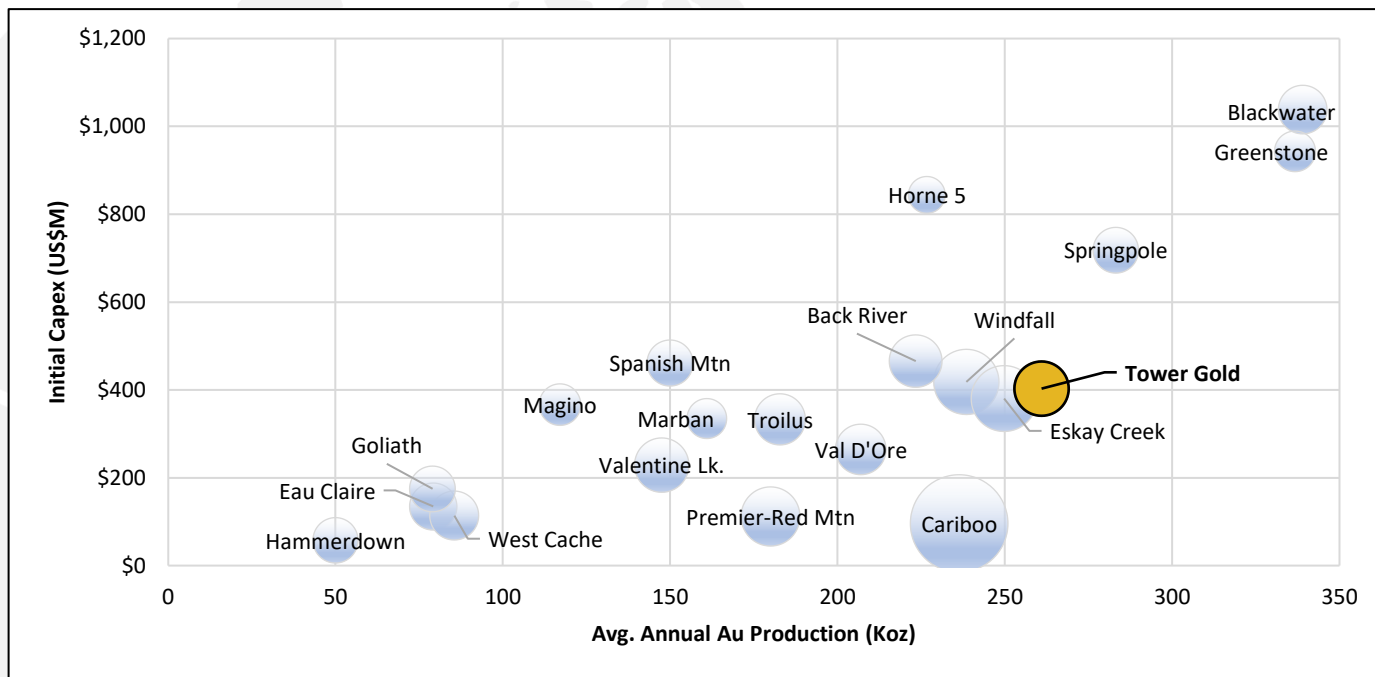 $1,200
$1,000
$800
$600
$400
$200
$0
Initial Capex (US$M)
Blackwater
Greenstone
Horne 5
Springpole
Back River
Windfall
Spanish Mtn
Tower Gold
Magino
Marban
Troilus
Eskay Creek
Goliath
Val D'Ore
Valentine Lk.
Eau Claire
Premier-Red Mtn
Cariboo
Hammerdown
West Cache
0 50 100 150 200 250 300 350
Avg. Annual Au Production (Koz)